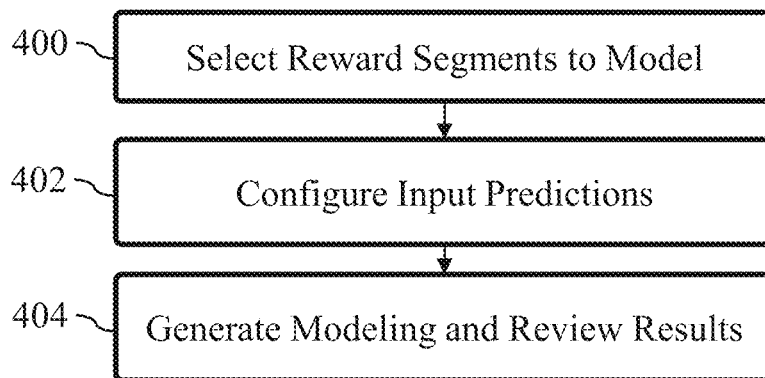 400 Select Reward Segments to Model
402 Configure Input Predictions
404 Generate Modeling and Review Results